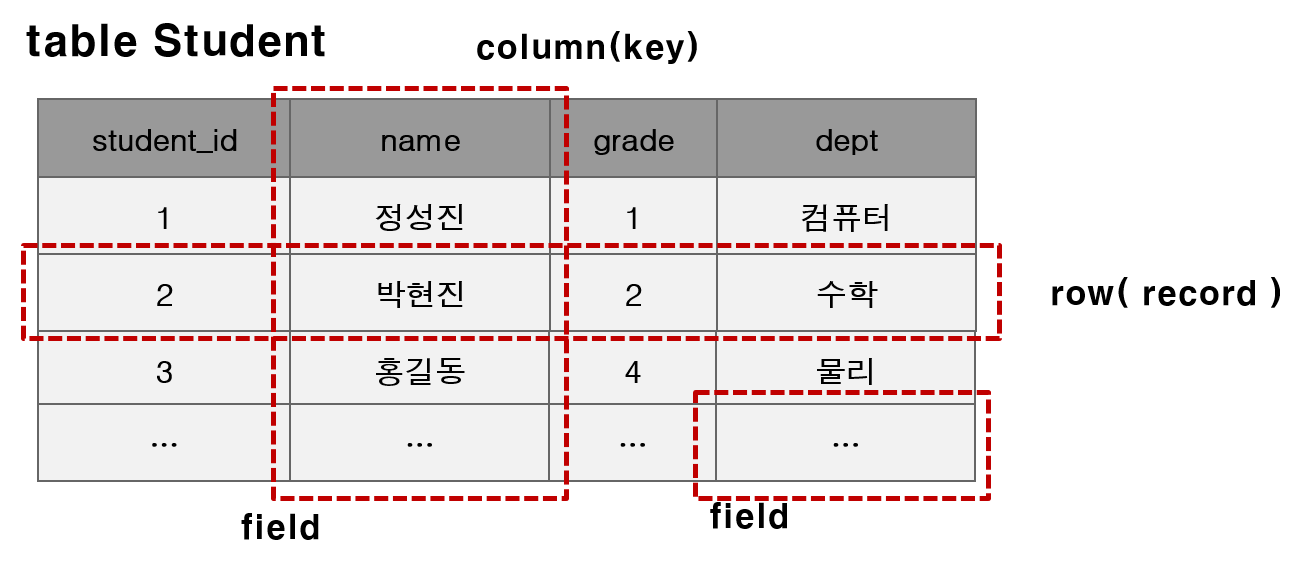 table Student
column(key)
student_id name grade dept
1 정성진 1 컴퓨터
2 박현진 2 수학
row( record )
3 홍길동 4 물리
... ... ... ...
field
field